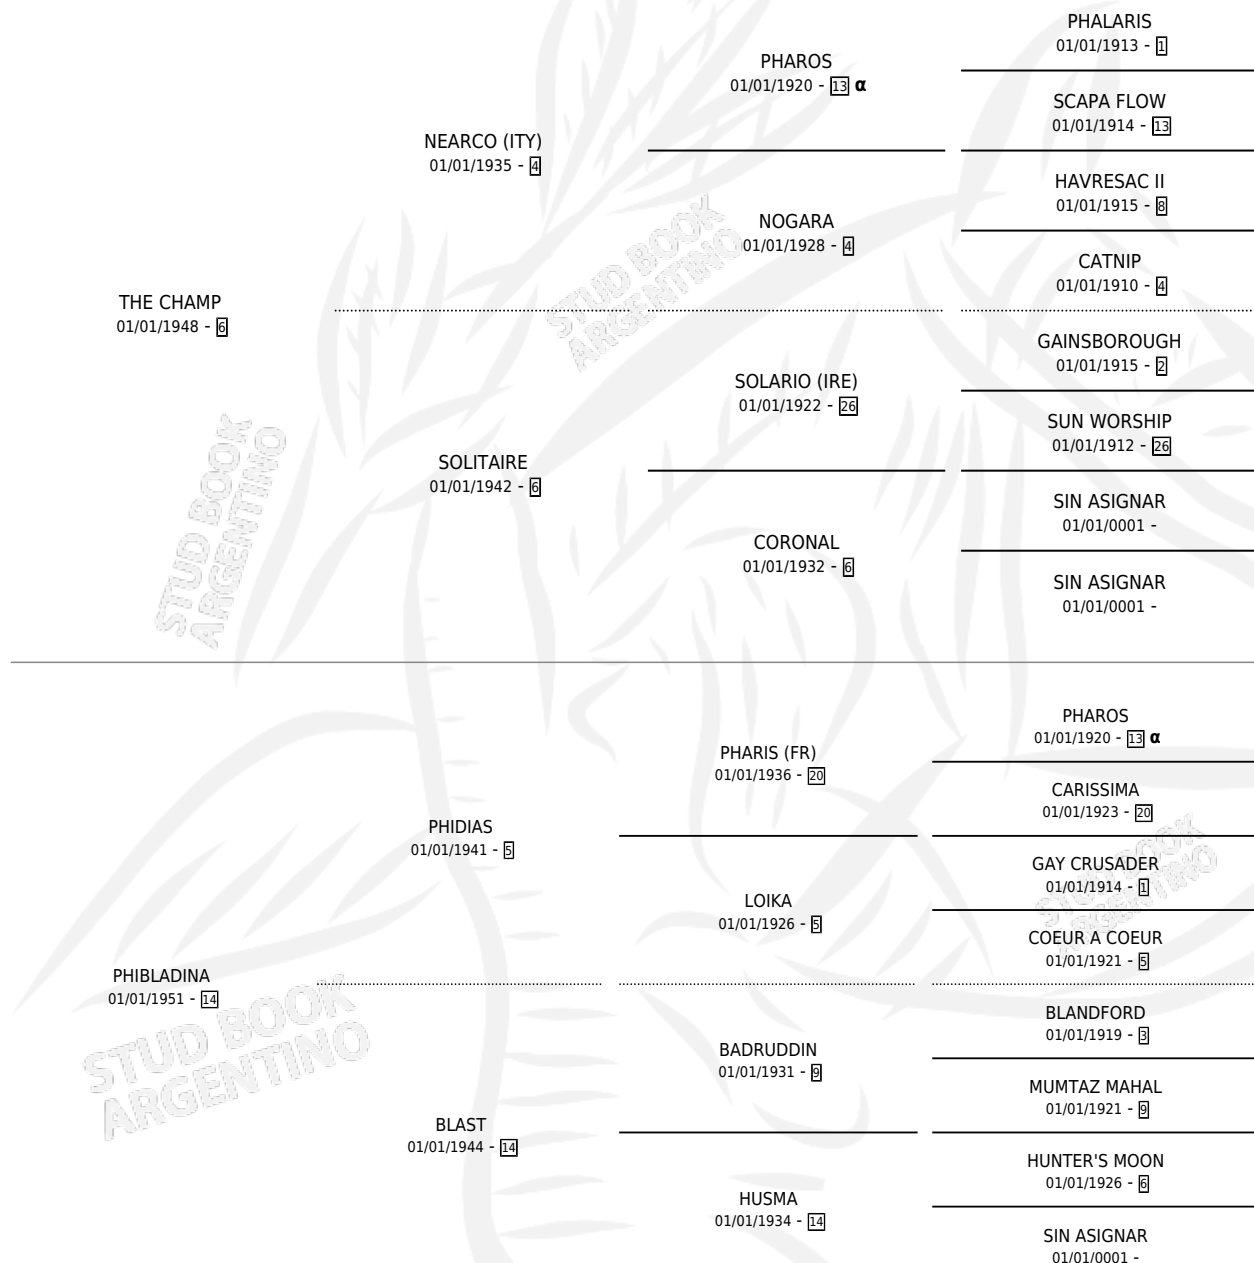 PHALARIS
01/01/1913 - 1
PHAROS
01/01/1920 - 13 α
SCAPA FLOW
01/01/1914 - 13
NEARCO (ITY)
01/01/1935 - 4
HAVRESAC II
01/01/1915 - 8
NOGARA
01/01/1928 - 4
CATNIP
01/01/1910 - 4
THE CHAMP
01/01/1948 - 6
GAINSBOROUGH
01/01/1915 - 2
SOLARIO (IRE)
01/01/1922 - 26
SUN WORSHIP
01/01/1912 - 26
SOLITAIRE
01/01/1942 - 6
SIN ASIGNAR
01/01/0001 -
CORONAL
01/01/1932 - 6
SIN ASIGNAR
01/01/0001 -
PHAROS
01/01/1920 - 13 α
PHARIS (FR)
01/01/1936 - 20
CARISSIMA
01/01/1923 - 20
PHIDIAS
01/01/1941 - 5
GAY CRUSADER
01/01/1914 - 1
LOIKA
01/01/1926 - 5
COEUR A COEUR
01/01/1921 - 5
PHIBLADINA
01/01/1951 - 14
BLANDFORD
01/01/1919 - 3
BADRUDDIN
01/01/1931 - 9
MUMTAZ MAHAL
01/01/1921 - 9
BLAST
01/01/1944 - 14
HUNTER'S MOON
01/01/1926 - 6
HUSMA
01/01/1934 - 14
SIN ASIGNAR
01/01/0001 -
STUD BOOK
ARGENTINO
STUD BOOK
ARGENTINO
STUD BOOK
ARGENTINO
STUD BOOK
ARGENTINO